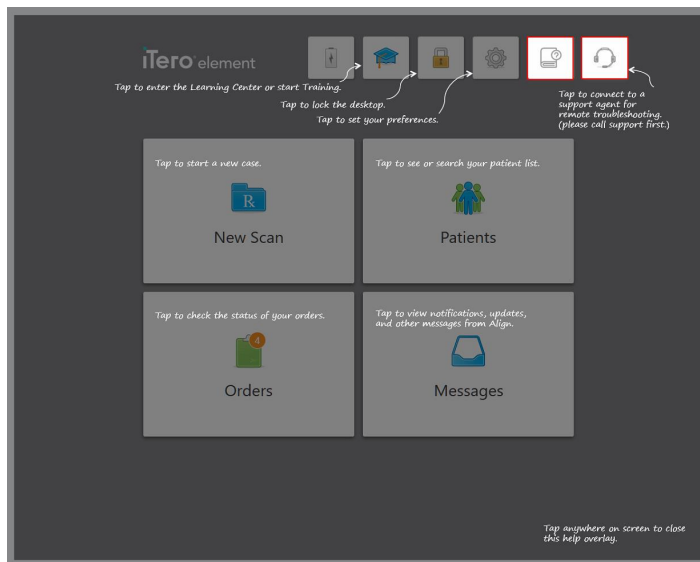 iTero element
Tap to enter the Learning Center or start Training.
Tap to lock the desktop.
Tap to set your preferences.
Tap to connect to a
support agent for
remote troubleshooting.
(please call support first.)
Tap to start a new case.
R
New Scan
Tap to see or search your patient list.
Patients
Tap to check the status of your orders.
4
Orders
Tap to view notifications, updates,
and other messages from Align.
Messages
Tap anywhere on screen to close
this help overlay.